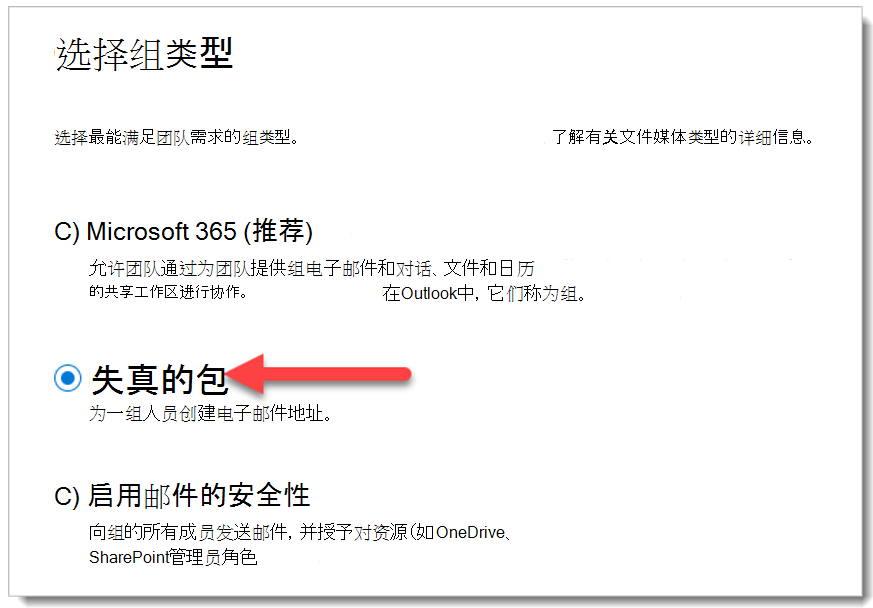 选择组类型
选择最能满足团队需求的组类型。 了解有关文件媒体类型的详细信息。
C) Microsoft 365 (推荐)
允许团队通过为团队提供组电子邮件和对话、文件和日历
的共享工作区进行协作。 在Outlook中，它们称为组。
失真的包
为一组人员创建电子邮件地址。
C) 启用邮件的安全性
向组的所有成员发送邮件，并授予对资源（如OneDrive、
SharePoint管理员角色